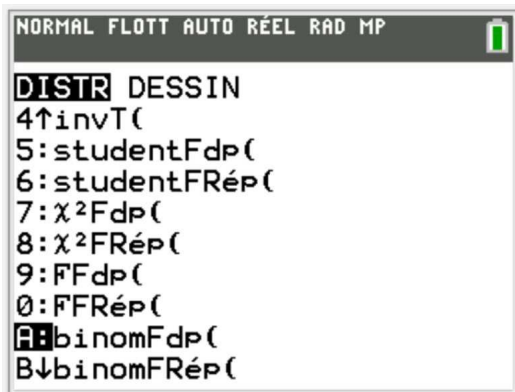 NORMAL FLOTT AUTO RÉEL RAD MP
DISTR DESSIN
4↑invT(
5:studentFdp(
6:studentFRép(
7:χ²Fdp(
8:χ²FRép(
9:FFdp(
0:FFRép(
A:binomFdp(
B↓binomFRép(